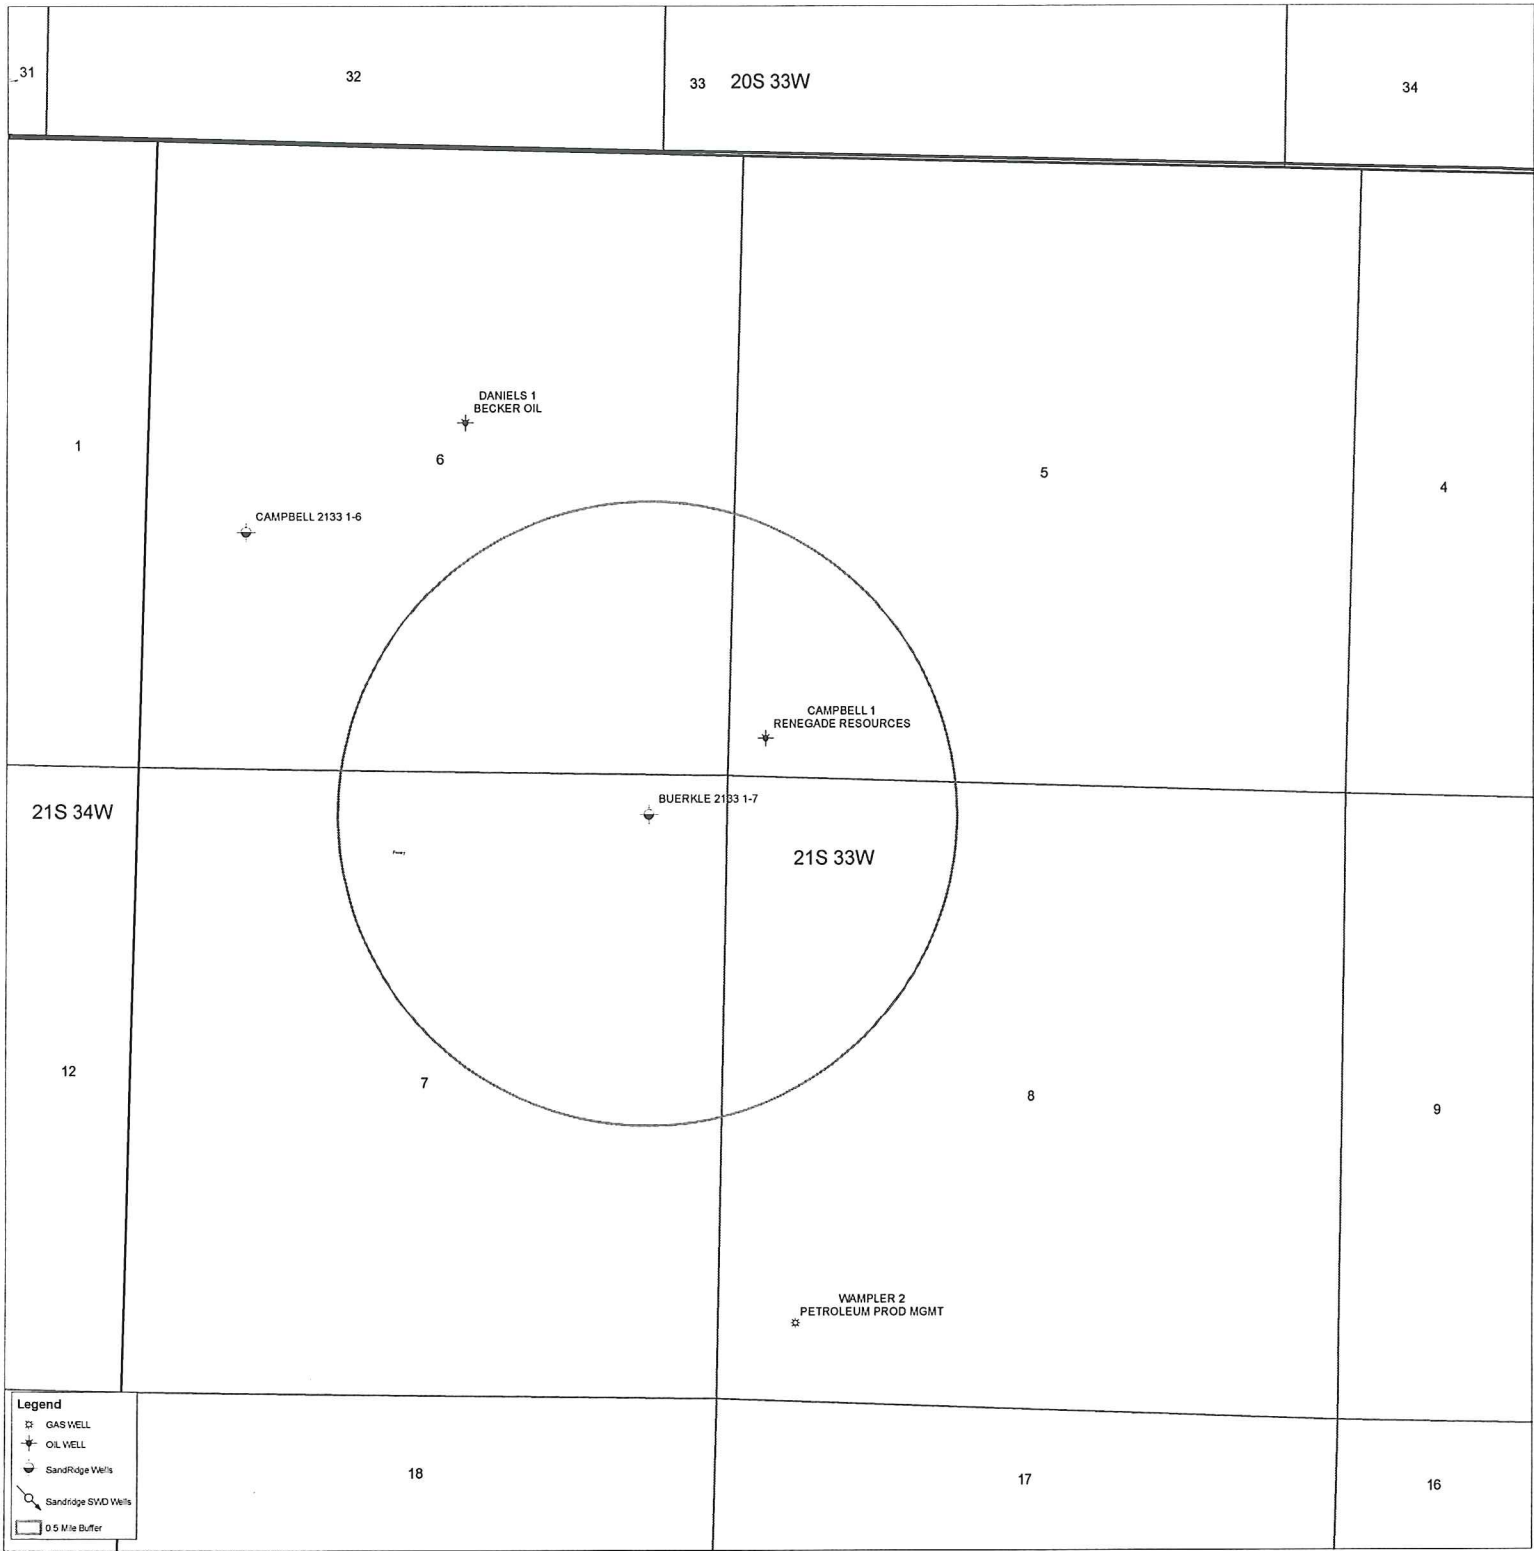 31
32
33 20S 33W
34
DANIELS 1
BECKER OIL
1
6
5
4
CAMPBELL 2133 1-6
CAMPBELL 1
RENEGADE RESOURCES
BUERKLE 2133 1-7
21S 34W
21S 33W
12
7
8
9
WAMPLER 2
PETROLEUM PROD MGMT
Legend
GAS WELL
OIL WELL
SandRidge Wells
Sandridge SWD Wells
0.5 Mile Buffer
18
17
16